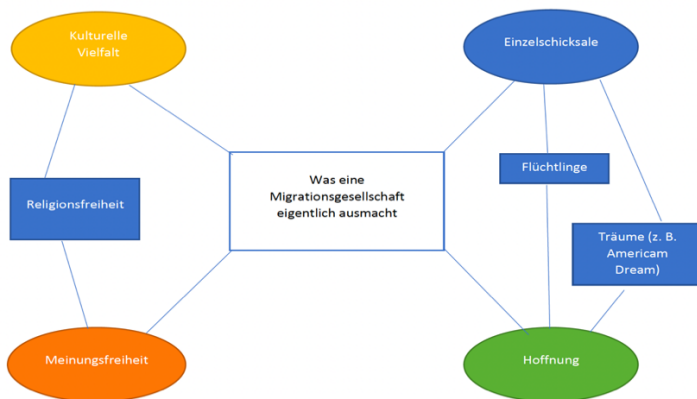 Kulturelle
Vielfalt
Einzelschicksale
Was eine
Migrationsgesellschaft
eigentlich ausmacht
Flüchtlinge
Religionsfreiheit
Träume (z. B.
Americam
Dream)
Meinungsfreiheit
Hoffnung